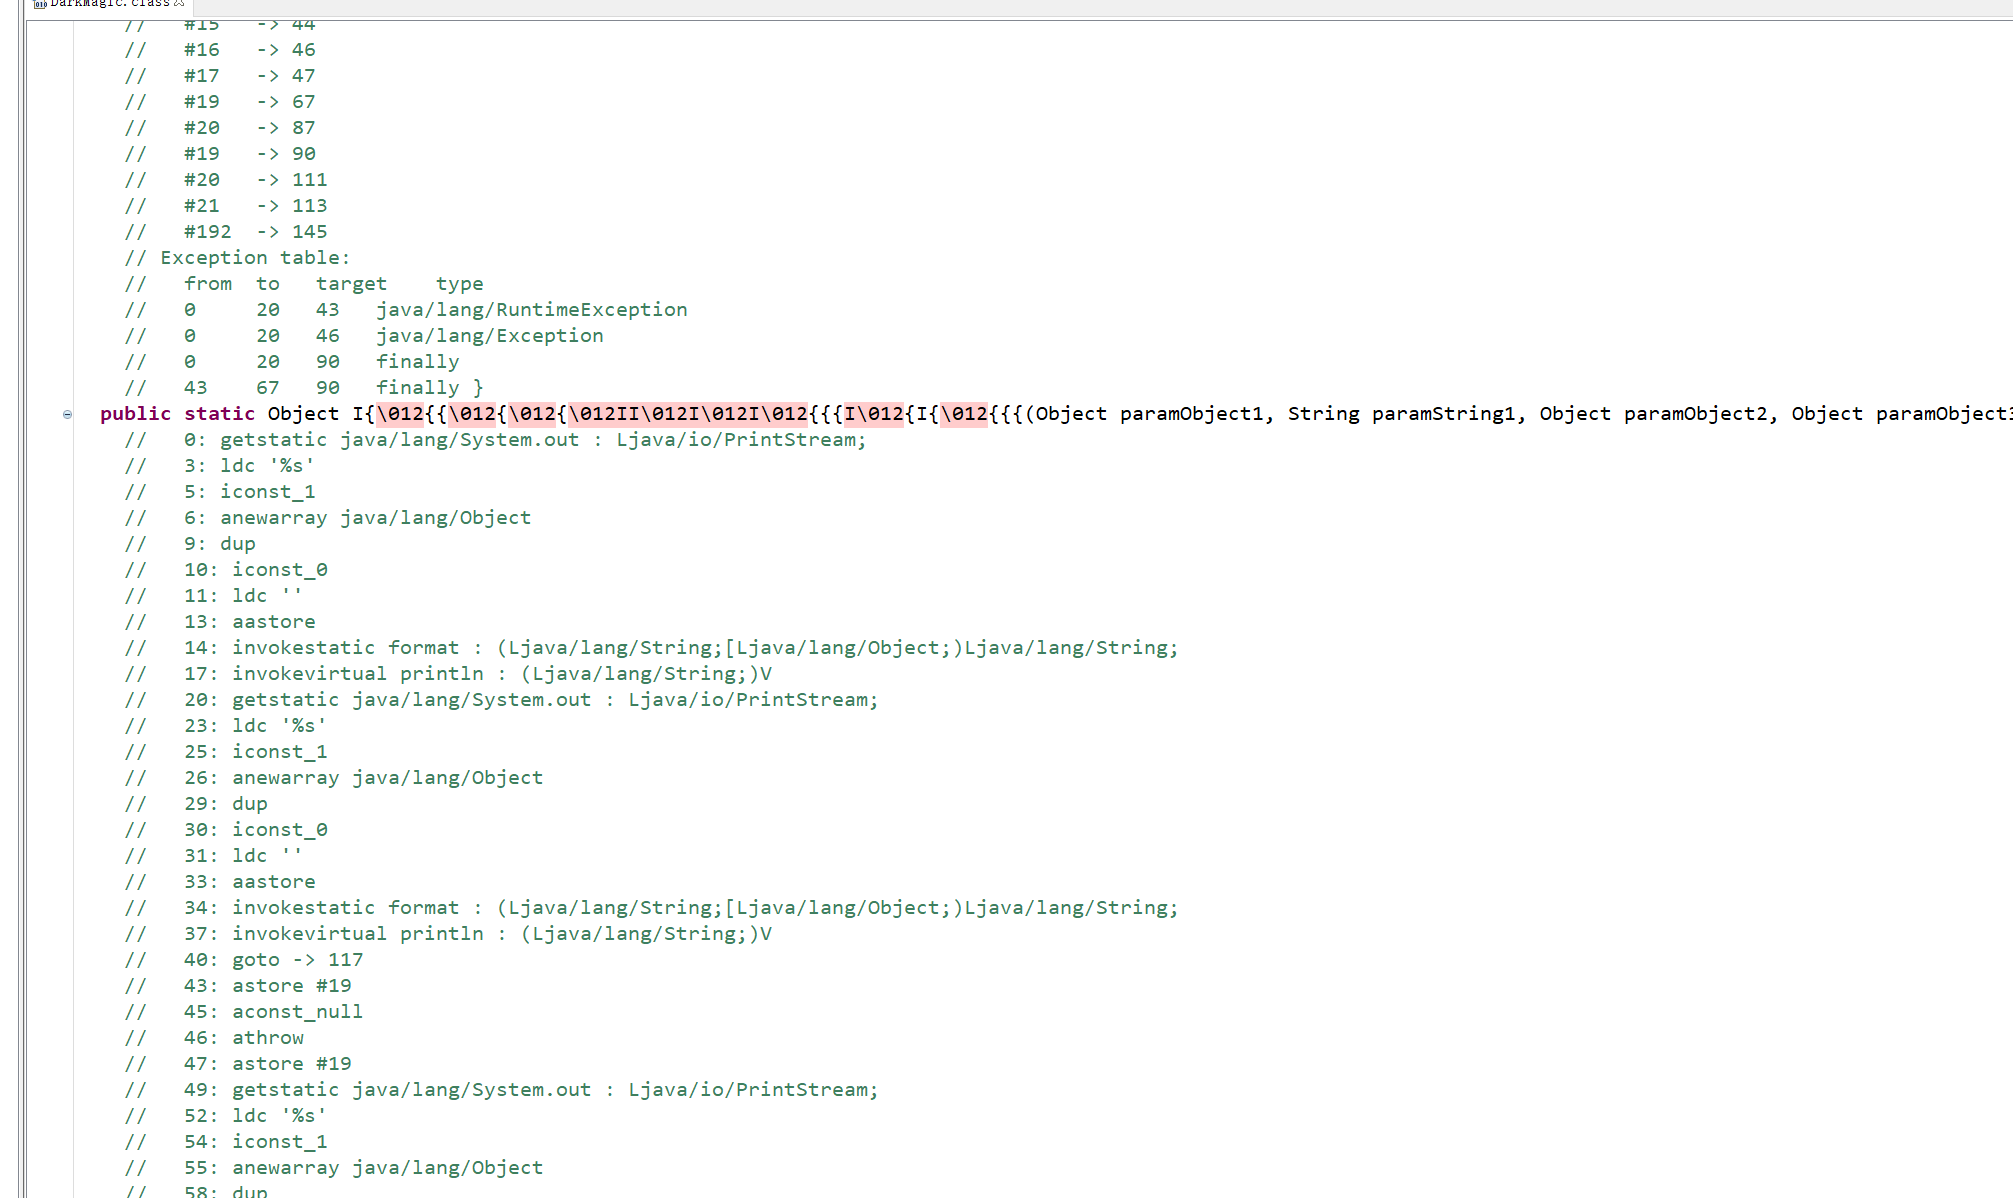 DarkMagic.class
// #15 -> 44
// #16 -> 46
// #17 -> 47
// #19 -> 67
// #20 -> 87
// #19 -> 90
// #20 -> 111
// #21 -> 113
// #192 -> 145
// Exception table:
// from to target type
// 0 20 43 java/lang/RuntimeException
// 0 20 46 java/lang/Exception
// 0 20 90 finally
// 43 67 90 finally }
public static Object I{\012{{\012{\012{\012II\012I\012I\012{{{I\012{I{\012{{{(Object paramObject1, String paramString1, Object paramObject2, Object paramObject3
// 0: getstatic java/lang/System.out : Ljava/io/PrintStream;
// 3: ldc '%s'
// 5: iconst_1
// 6: anewarray java/lang/Object
// 9: dup
// 10: iconst_0
// 11: ldc ''
// 13: aastore
// 14: invokestatic format : (Ljava/lang/String;[Ljava/lang/Object;)Ljava/lang/String;
// 17: invokevirtual println : (Ljava/lang/String;)V
// 20: getstatic java/lang/System.out : Ljava/io/PrintStream;
// 23: ldc '%s'
// 25: iconst_1
// 26: anewarray java/lang/Object
// 29: dup
// 30: iconst_0
// 31: ldc ''
// 33: aastore
// 34: invokestatic format : (Ljava/lang/String;[Ljava/lang/Object;)Ljava/lang/String;
// 37: invokevirtual println : (Ljava/lang/String;)V
// 40: goto -> 117
// 43: astore #19
// 45: aconst_null
// 46: athrow
// 47: astore #19
// 49: getstatic java/lang/System.out : Ljava/io/PrintStream;
// 52: ldc '%s'
// 54: iconst_1
// 55: anewarray java/lang/Object
// 58: dup